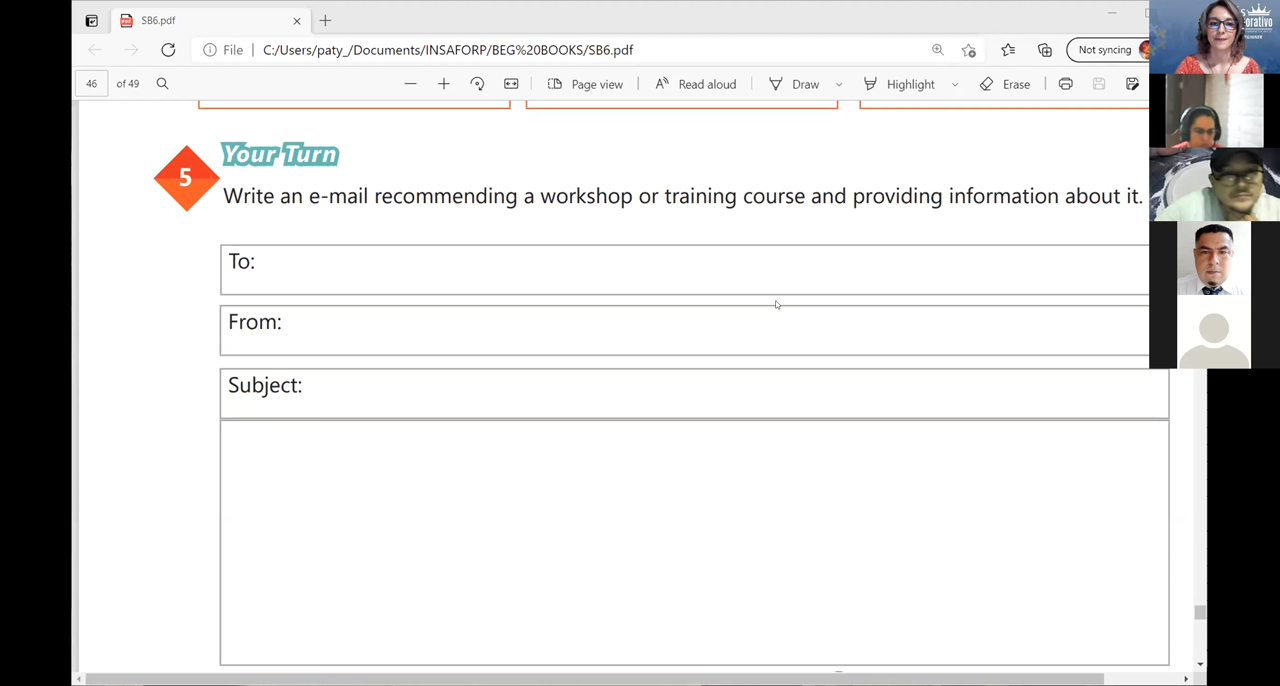 SB6.pdf
File C:/Users/paty_/Documents/INSAFORP/BEG%20BOOKS/SB6.pdf
Not syncing
46 of 49
Page view
Read aloud
Draw
Highlight
Erase
5
Your Turn
Write an e-mail recommending a workshop or training course and providing information about it.
To:
From:
Subject: